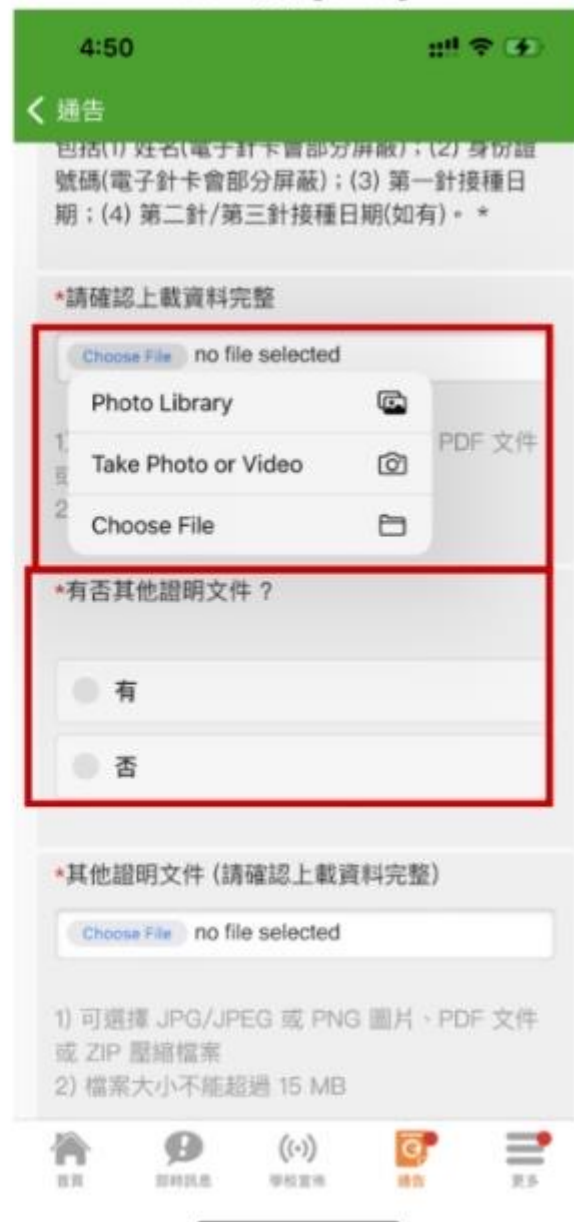 4:50
通告
包括(1) 姓名(電子針卡會部分屏蔽)；(2) 身份證
號碼(電子針卡會部分屏蔽)；(3) 第一針接種日
期；(4) 第二針/第三針接種日期(如有)。 *
*請確認上載資料完整
Choose File no file selected
Photo Library
1) PDF 文件
Take Photo or Video
2
Choose File
*有否其他證明文件？
有
否
*其他證明文件 (請確認上載資料完整)
Choose File no file selected
1) 可選擇 JPG/JPEG 或 PNG 圖片、PDF 文件
或 ZIP 壓縮檔案
2) 檔案大小不能超過 15 MB
首頁 即時訊息 學校宣佈 通告 更多